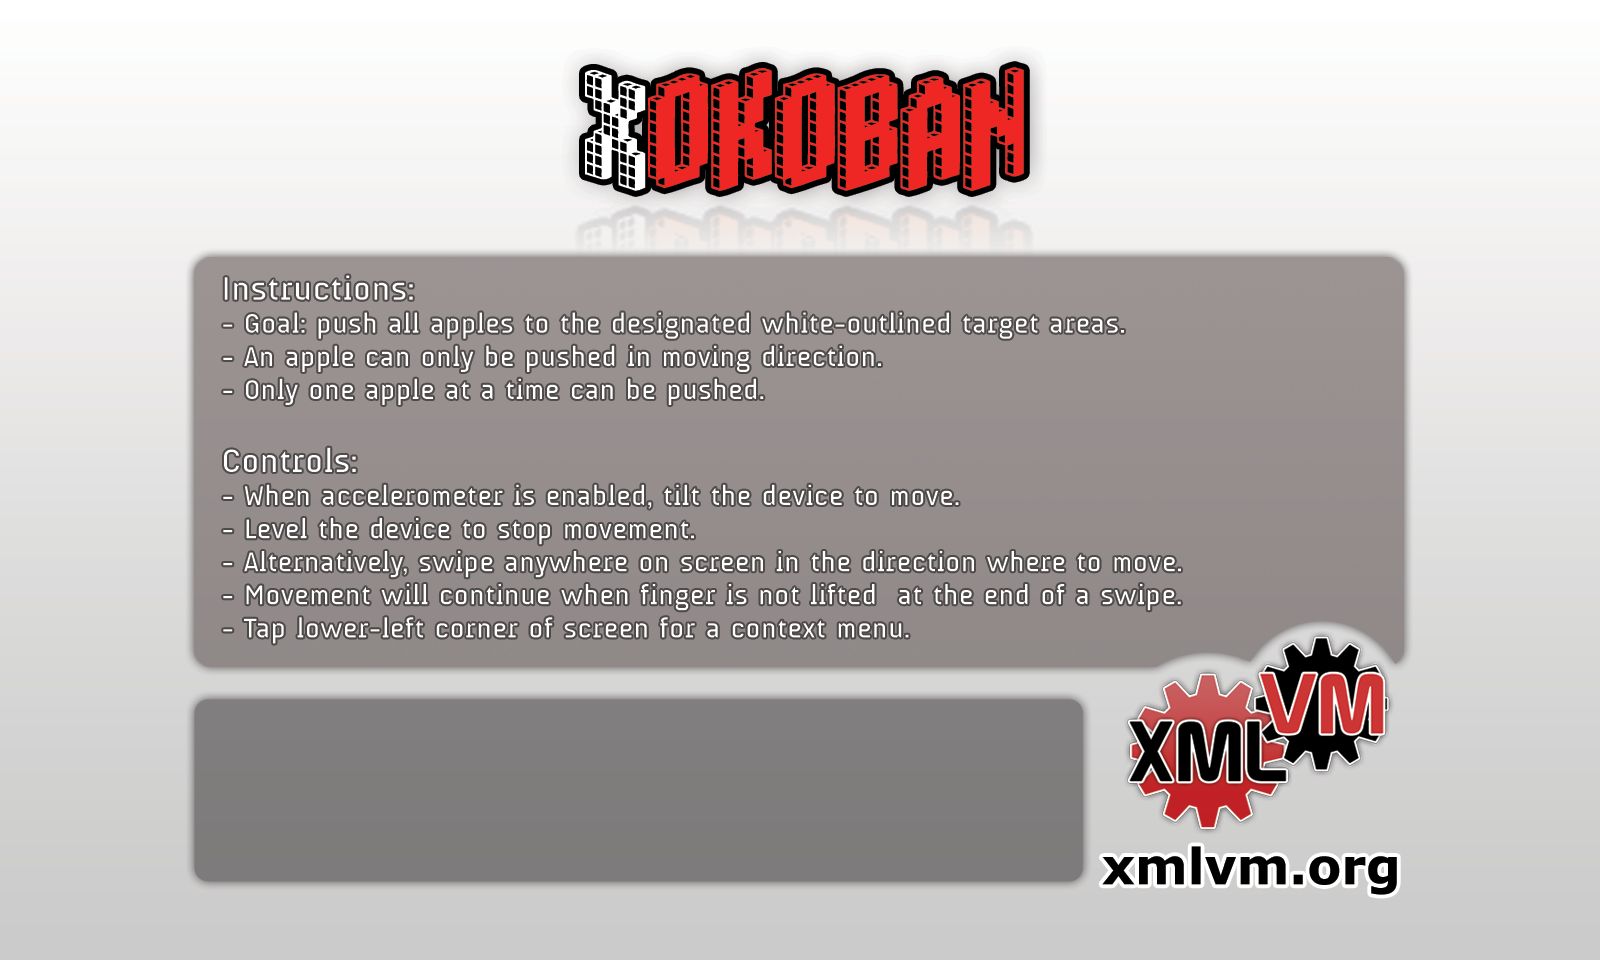 XOKOBAN
Instructions:
- Goal: push all apples to the designated white-outlined target areas.
- An apple can only be pushed in moving direction.
- Only one apple at a time can be pushed.
Controls:
- When accelerometer is enabled, tilt the device to move.
- Level the device to stop movement.
- Alternatively, swipe anywhere on screen in the direction where to move.
- Movement will continue when finger is not lifted  at the end of a swipe.
- Tap lower-left corner of screen for a context menu.
XMLVM
xmlvm.org